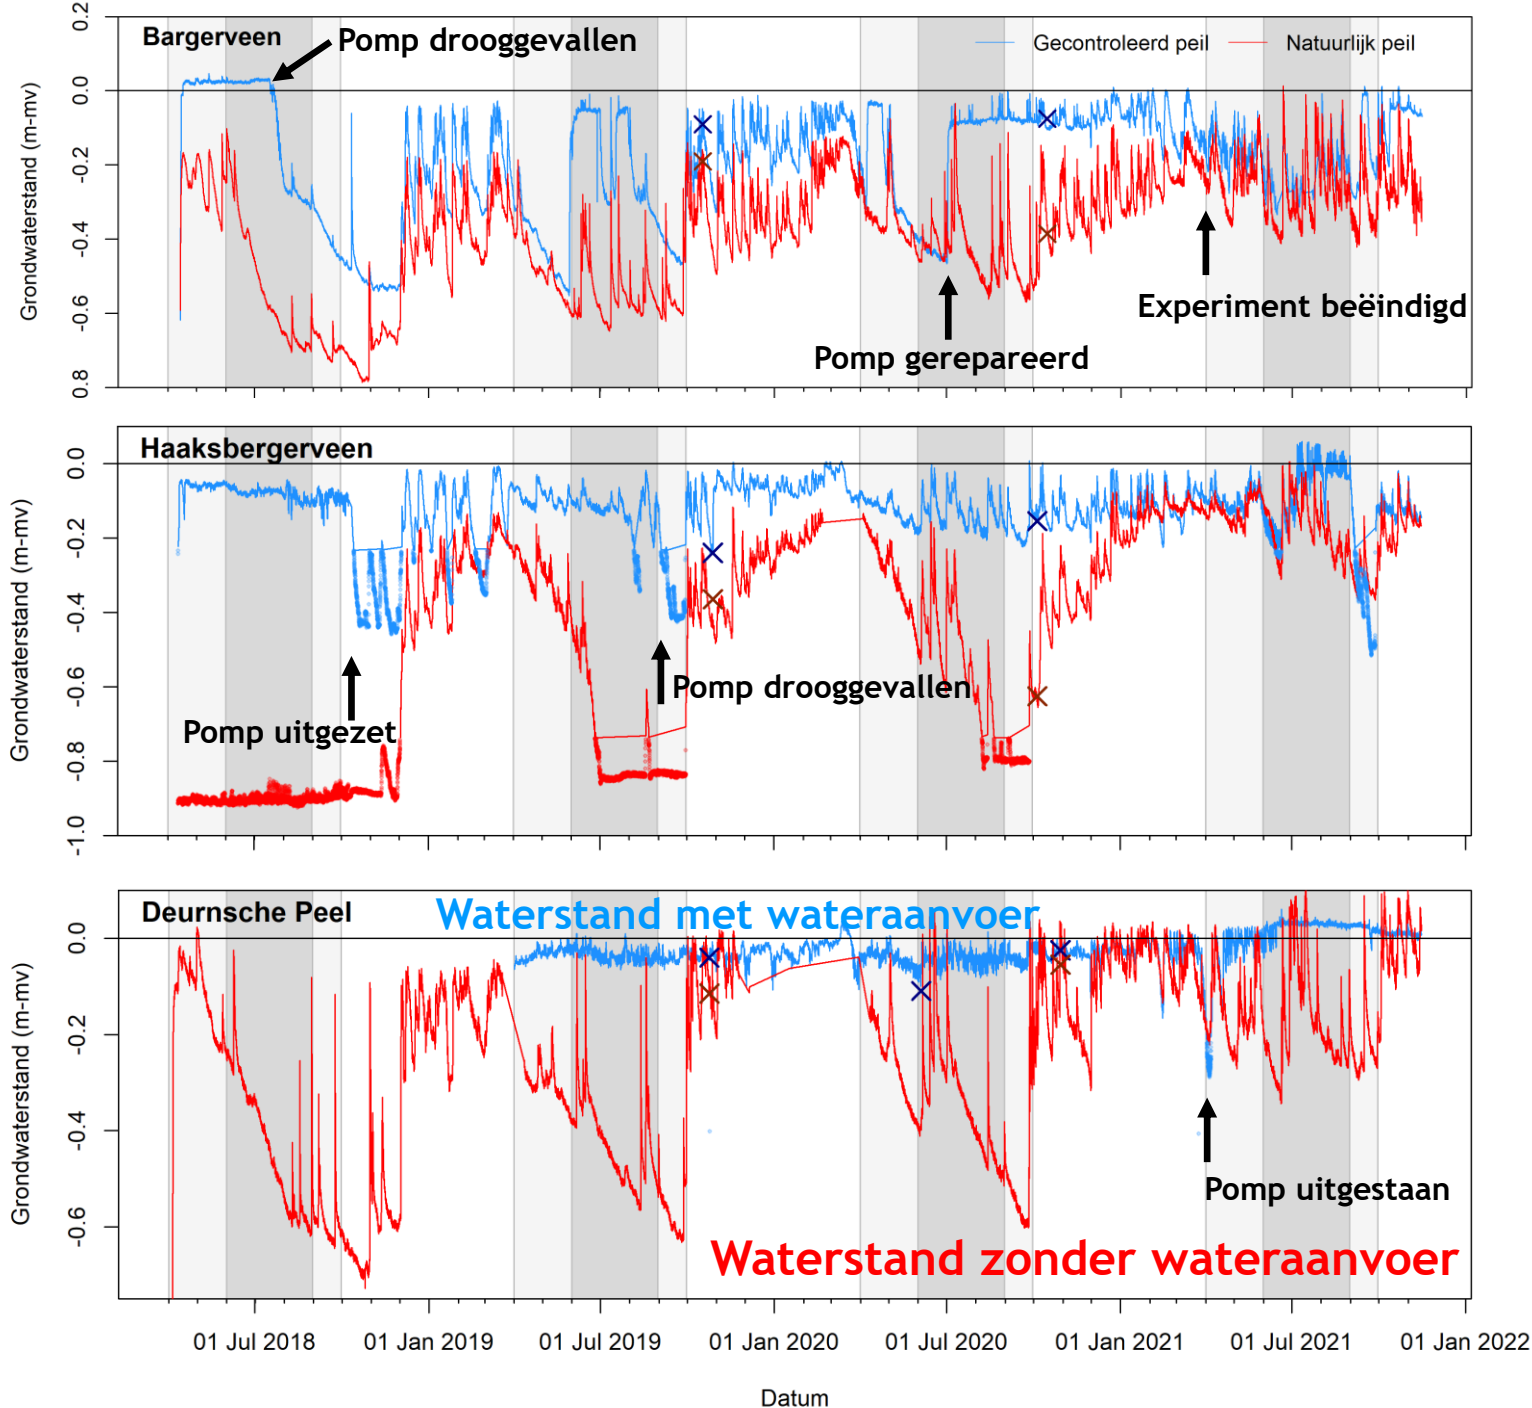 Bargerveen
Pomp drooggevallen
Gecontroleerd peil
Natuurlijk peil
Grondwaterstand (m-mv)
0.2
0.0
-0.2
-0.4
-0.6
0.8
Experiment beëindigd
Pomp gerepareerd
Haaksbergerveen
Grondwaterstand (m-mv)
0.0
-0.2
-0.4
-0.6
-0.8
-1.0
Pomp drooggevallen
Pomp uitgezet
Deurnsche Peel
Waterstand met wateraanvoer
Grondwaterstand (m-mv)
0.0
-0.2
-0.4
-0.6
Pomp uitgestaan
Waterstand zonder wateraanvoer
01 Jul 2018
01 Jan 2019
01 Jul 2019
01 Jan 2020
01 Jul 2020
01 Jan 2021
01 Jul 2021
01 Jan 2022
Datum